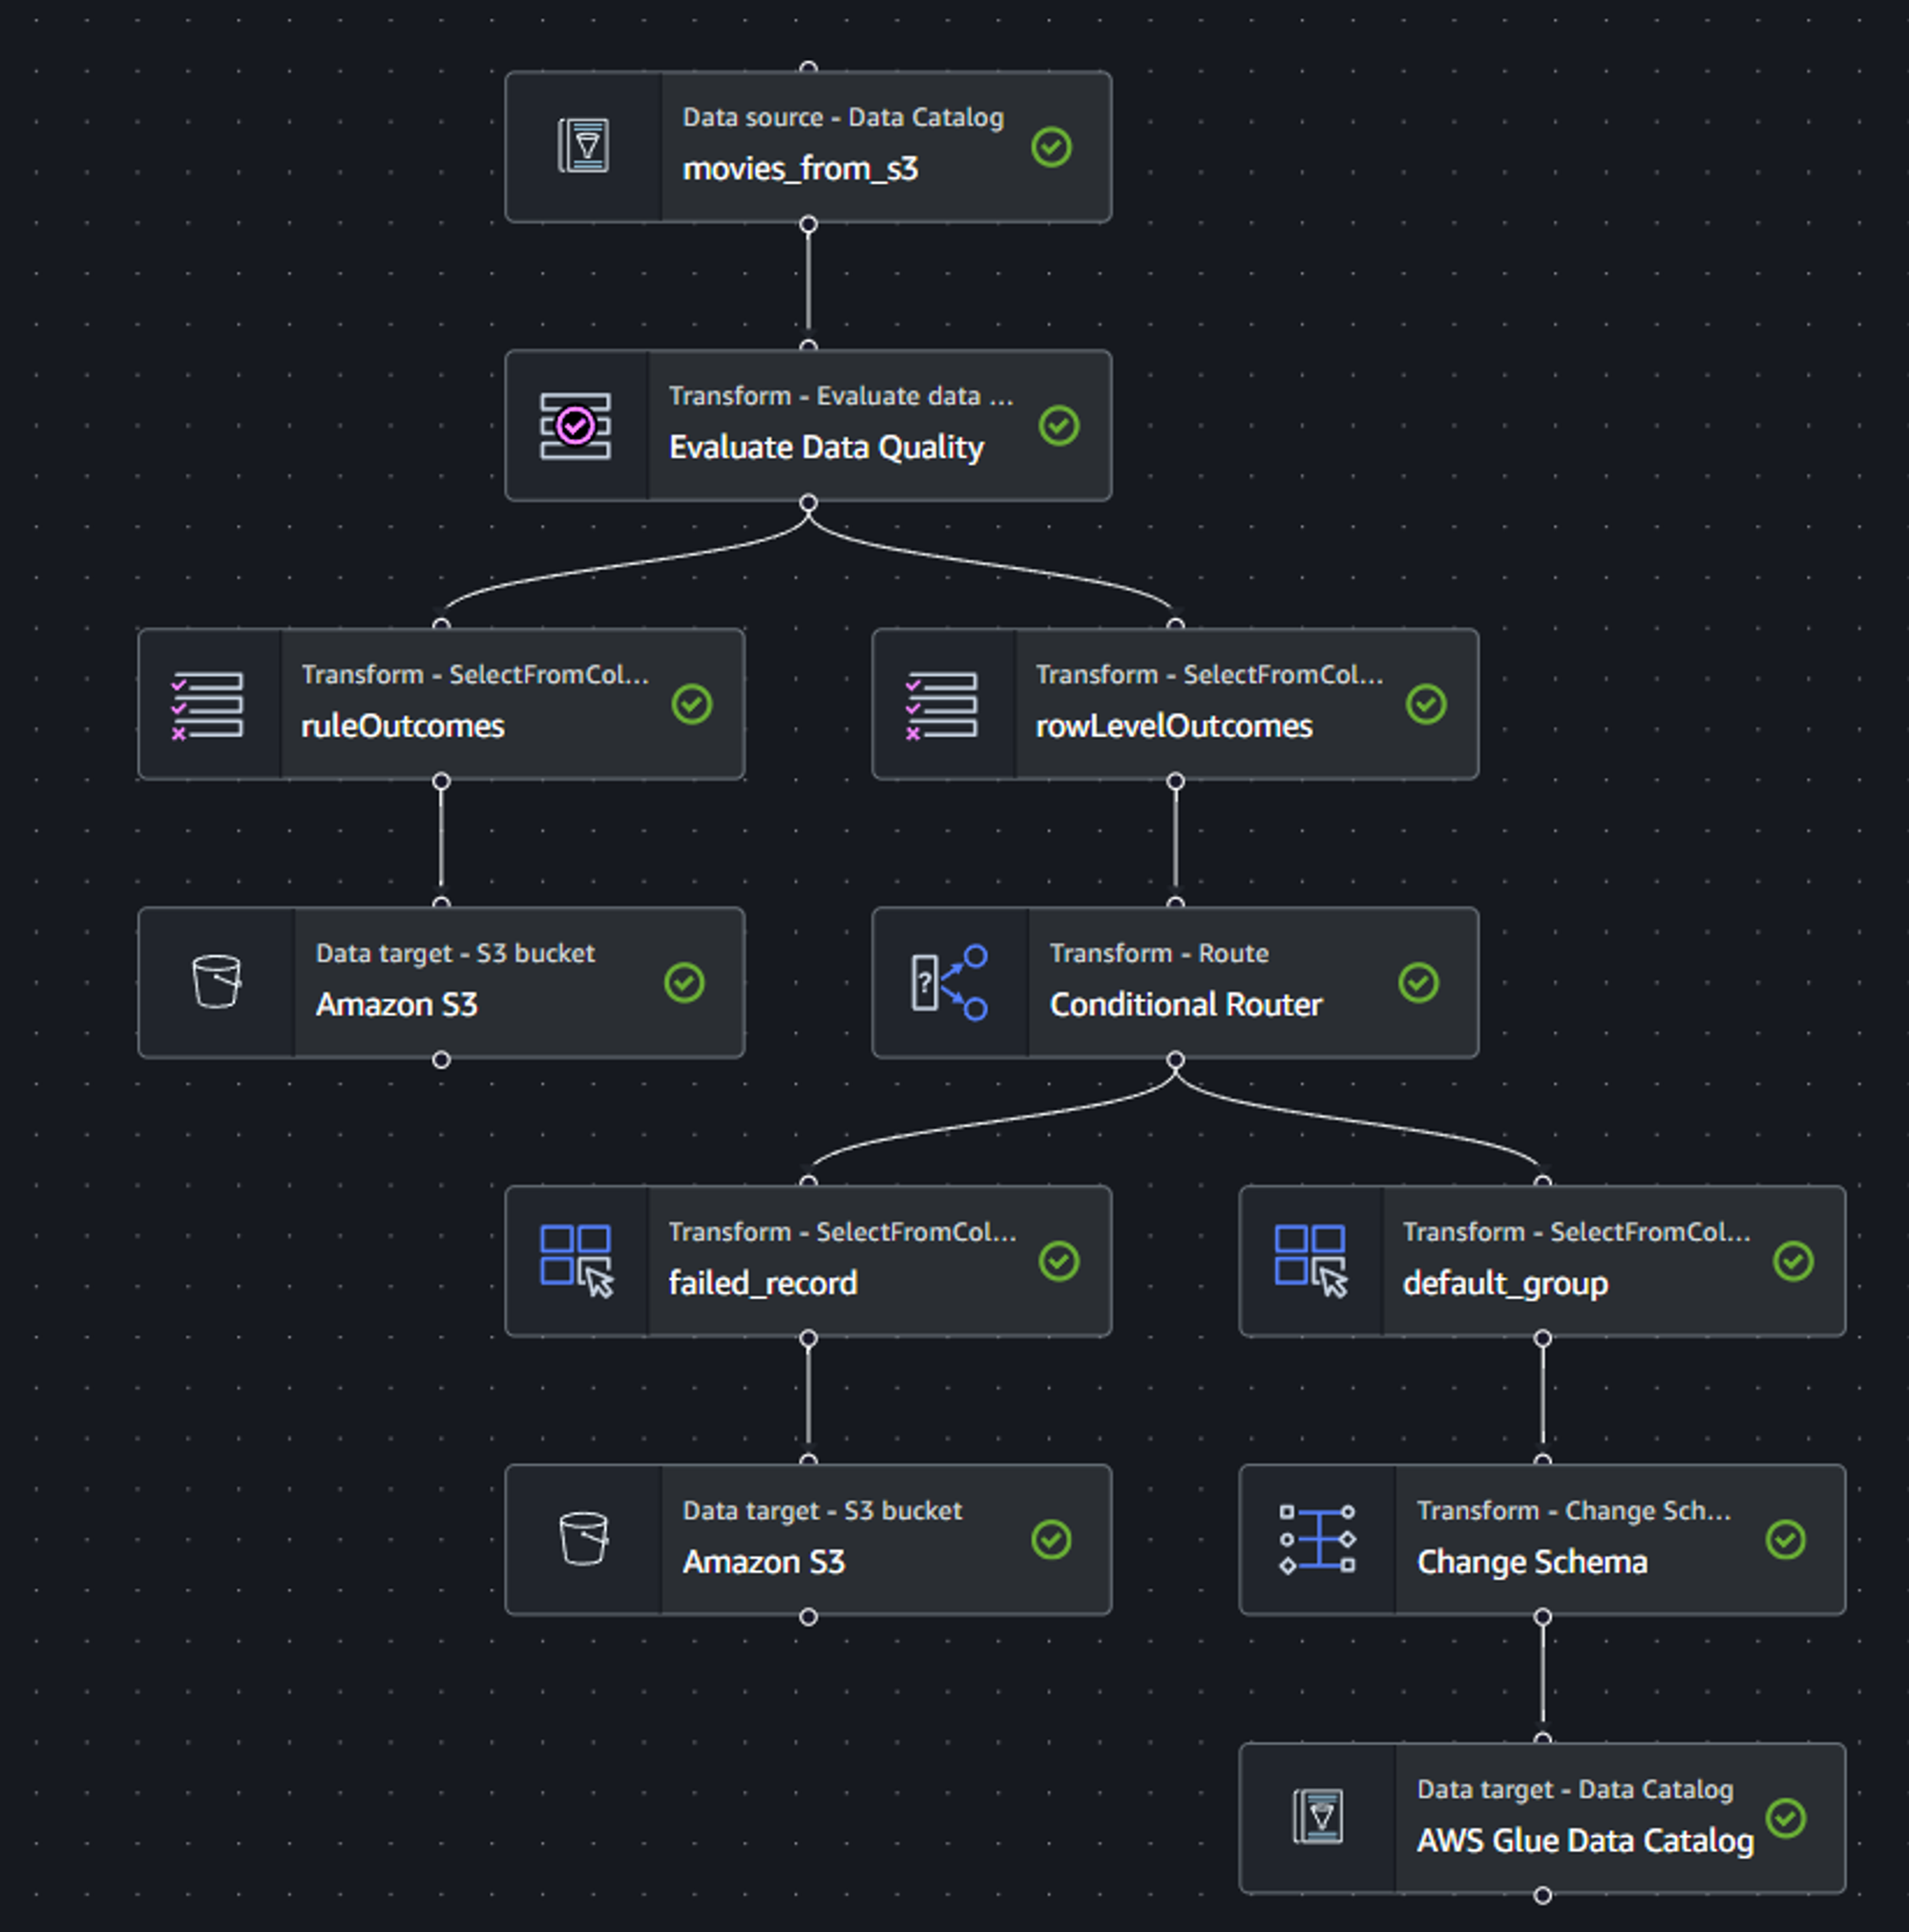 Data source - Data Catalog
movies_from_s3
Transform - Evaluate data ...
Evaluate Data Quality
Transform - SelectFromCol...
ruleOutcomes
Transform - SelectFromCol...
rowLevelOutcomes
Data target - S3 bucket
Amazon S3
Transform - Route
Conditional Router
?
Transform - SelectFromCol...
failed_record
Transform - SelectFromCol...
default_group
Data target - S3 bucket
Amazon S3
Transform - Change Sch...
Change Schema
Data target - Data Catalog
AWS Glue Data Catalog